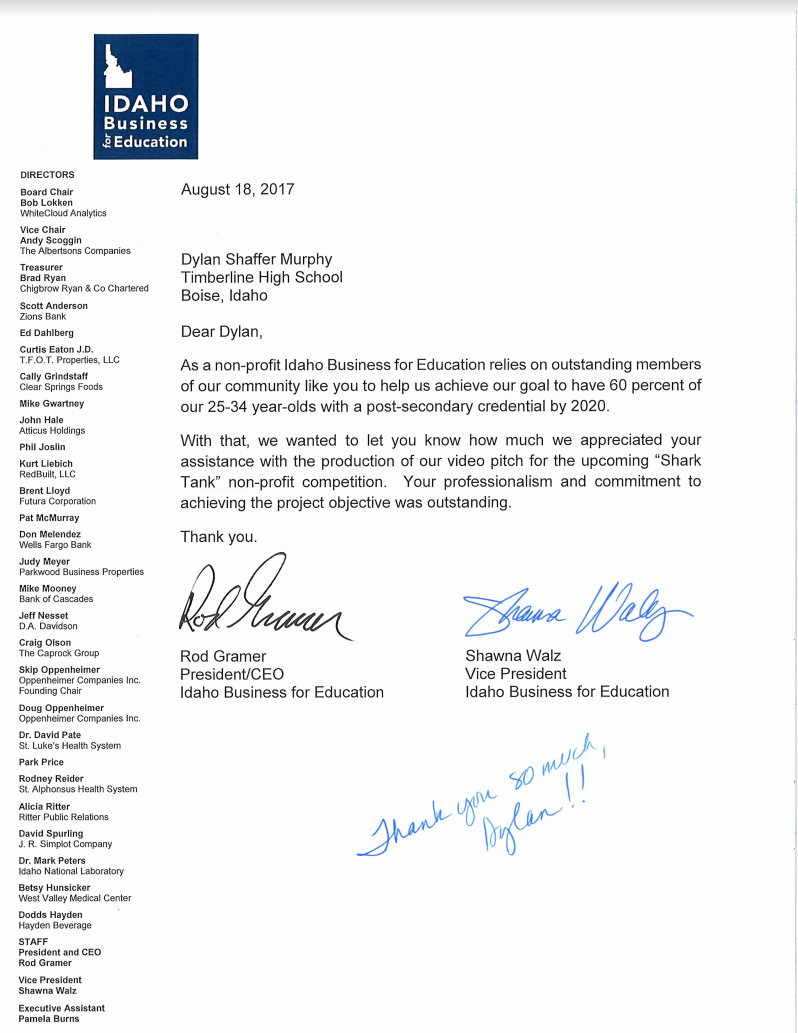 IDAHO
Business
for Education
DIRECTORS
Board Chair
Bob Lokken
WhiteCloud Analytics
Vice Chair
Andy Scoggin
The Albertsons Companies
Treasurer
Brad Ryan
Chigbrow Ryan & Co Chartered
Scott Anderson
Zions Bank
Ed Dahlberg
Curtis Eaton J.D.
T.F.O.T. Properties, LLC
Cally Grindstaff
Clear Springs Foods
Mike Gwartney
John Hale
Atticus Holdings
Phil Joslin
Kurt Liebich
RedBuilt, LLC
Brent Lloyd
Futura Corporation
Pat McMurray
Don Melendez
Wells Fargo Bank
Judy Meyer
Parkwood Business Properties
Mike Mooney
Bank of Cascades
Jeff Nesset
D.A. Davidson
Craig Olson
The Caprock Group
Skip Oppenheimer
Oppenheimer Companies Inc.
Founding Chair
Doug Oppenheimer
Oppenheimer Companies Inc.
Dr. David Pate
St. Luke's Health System
Park Price
Rodney Reider
St. Alphonsus Health System
Alicia Ritter
Ritter Public Relations
David Spurling
J. R. Simplot Company
Dr. Mark Peters
Idaho National Laboratory
Betsy Hunsicker
West Valley Medical Center
Dodds Hayden
Hayden Beverage
STAFF
President and CEO
Rod Gramer
Vice President
Shawna Walz
Executive Assistant
Pamela Burns
August 18, 2017
Dylan Shaffer Murphy
Timberline High School
Boise, Idaho
Dear Dylan,
As a non-profit Idaho Business for Education relies on outstanding members
of our community like you to help us achieve our goal to have 60 percent of
our 25-34 year-olds with a post-secondary credential by 2020.
With that, we wanted to let you know how much we appreciated your
assistance with the production of our video pitch for the upcoming “Shark
Tank” non-profit competition. Your professionalism and commitment to
achieving the project objective was outstanding.
Thank you.
Rod Gramer
Shawna Walz
Rod Gramer
President/CEO
Idaho Business for Education
Shawna Walz
Vice President
Idaho Business for Education
Thank you so much,
Dylan!!